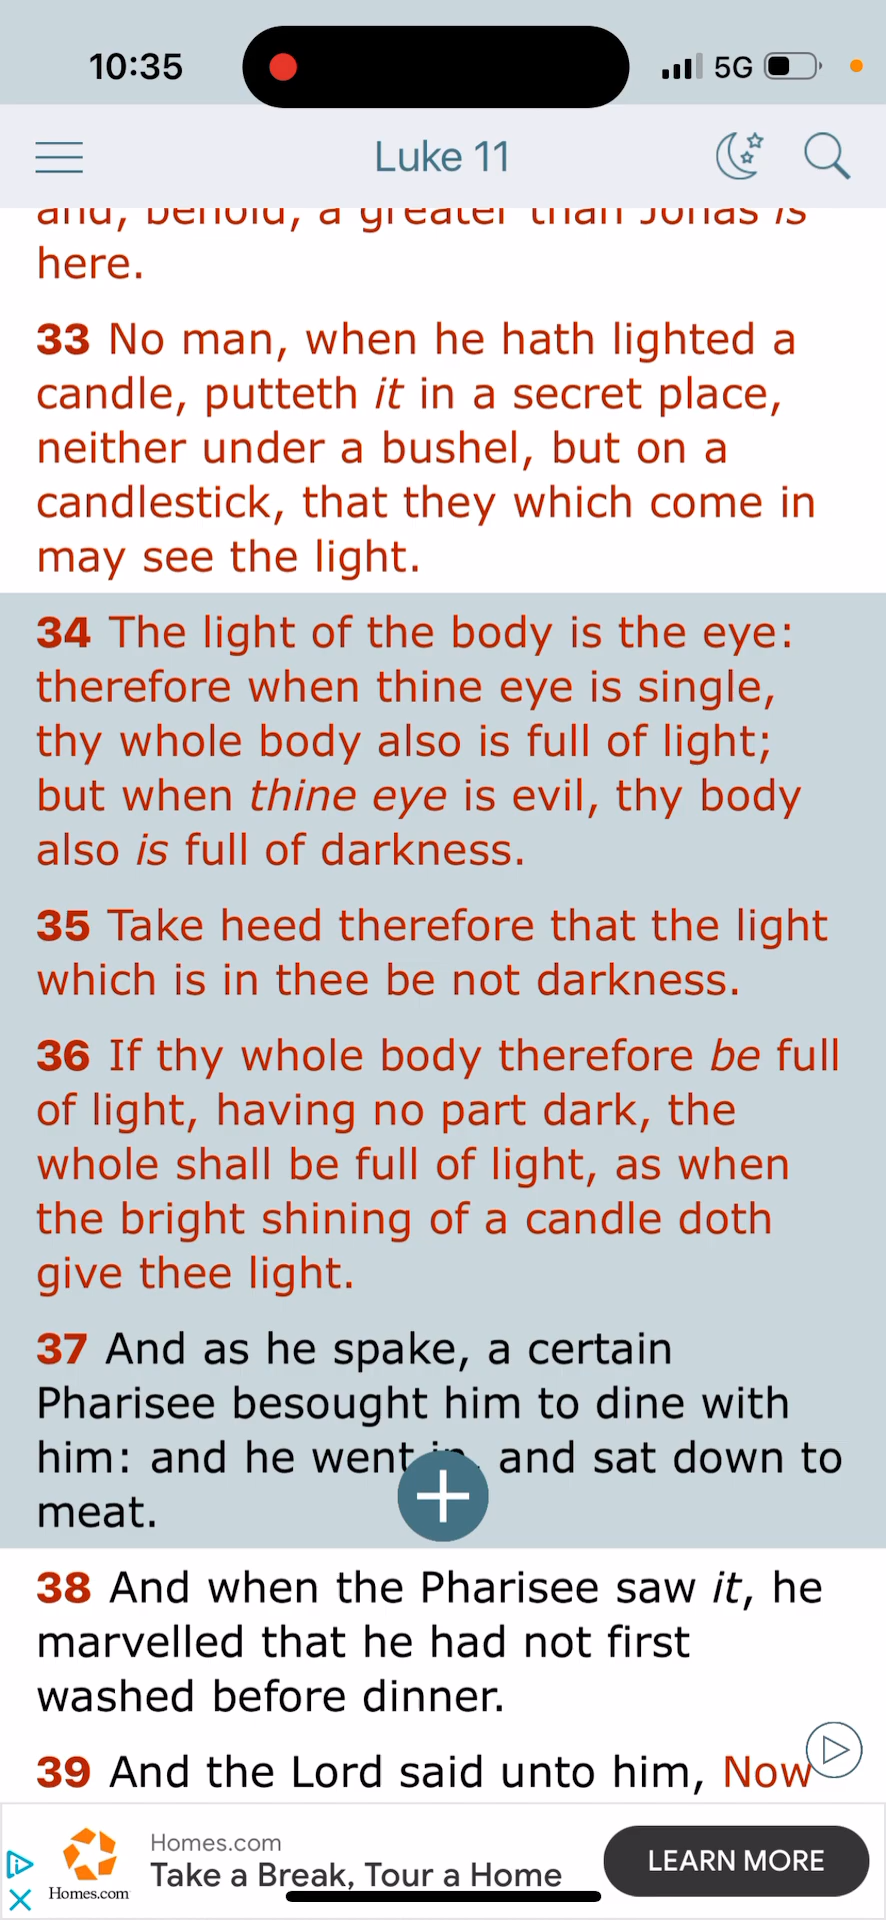 10:35
5G
Luke 11
and, behold, a greater than Jonas is
here.
33 No man, when he hath lighted a
candle, putteth it in a secret place,
neither under a bushel, but on a
candlestick, that they which come in
may see the light.
34 The light of the body is the eye:
therefore when thine eye is single,
thy whole body also is full of light;
but when thine eye is evil, thy body
also is full of darkness.
35 Take heed therefore that the light
which is in thee be not darkness.
36 If thy whole body therefore be full
of light, having no part dark, the
whole shall be full of light, as when
the bright shining of a candle doth
give thee light.
37 And as he spake, a certain
Pharisee besought him to dine with
him: and he went in, and sat down to
meat.
38 And when the Pharisee saw it, he
marvelled that he had not first
washed before dinner.
39 And the Lord said unto him, Now
Homes.com
Take a Break, Tour a Home
LEARN MORE
Homes.com